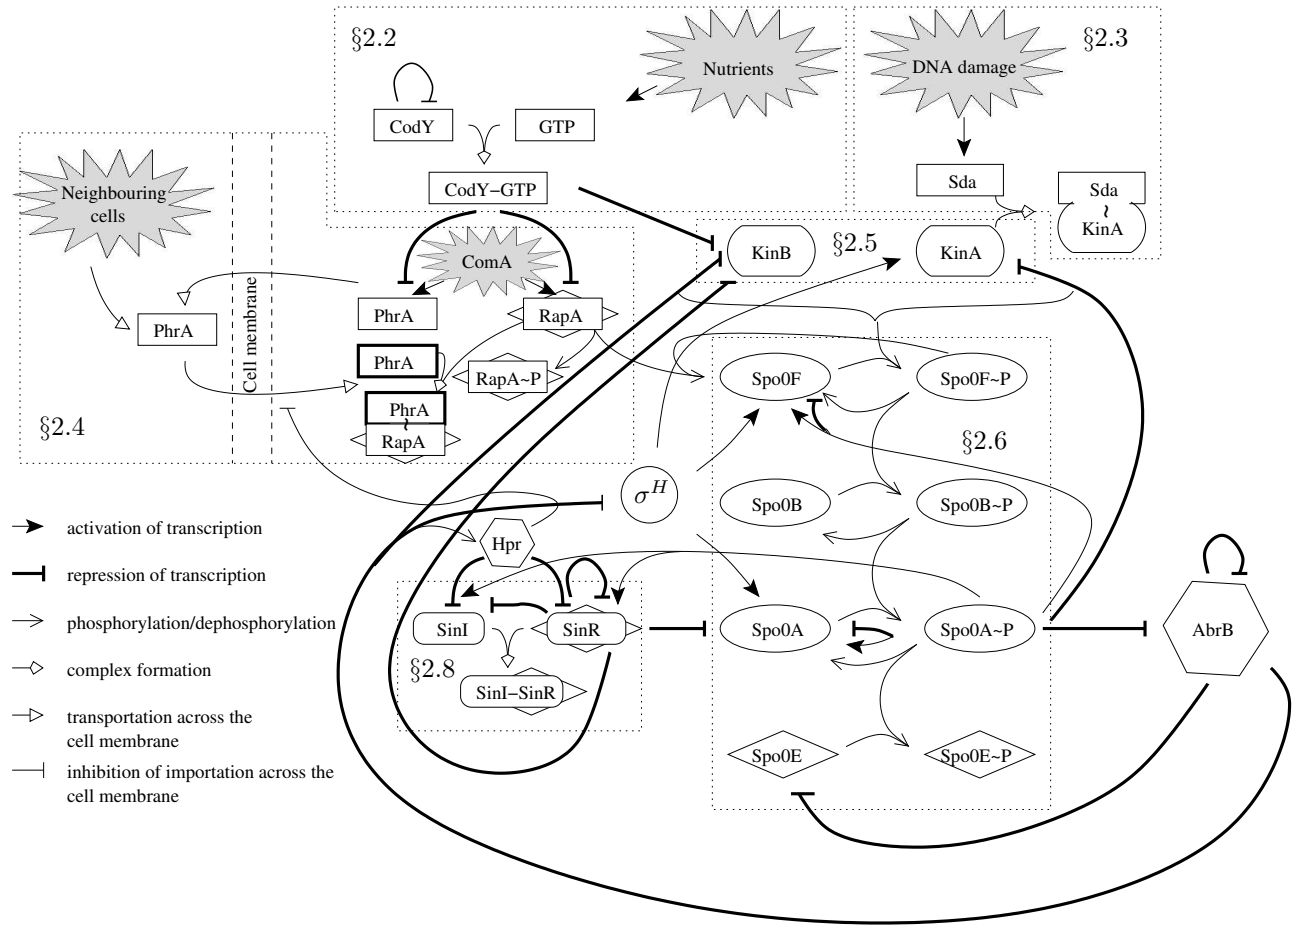 §2.2
Nutrients
§2.3
DNA damage
CodY
GTP
CodY−GTP
Sda
Sda
~
KinA
Neighbouring
cells
ComA
KinB
§2.5
KinA
PhrA
Cell membrane
PhrA
RapA
PhrA
RapA~P
PhrA
~
RapA
§2.4
Spo0F
Spo0F~P
§2.6
σH
Spo0B
Spo0B~P
Hpr
activation of transcription
repression of transcription
phosphorylation/dephosphorylation
complex formation
transportation across the
cell membrane
inhibition of importation across the
cell membrane
SinI
SinR
§2.8
SinI−SinR
Spo0A
Spo0A~P
AbrB
Spo0E
Spo0E~P